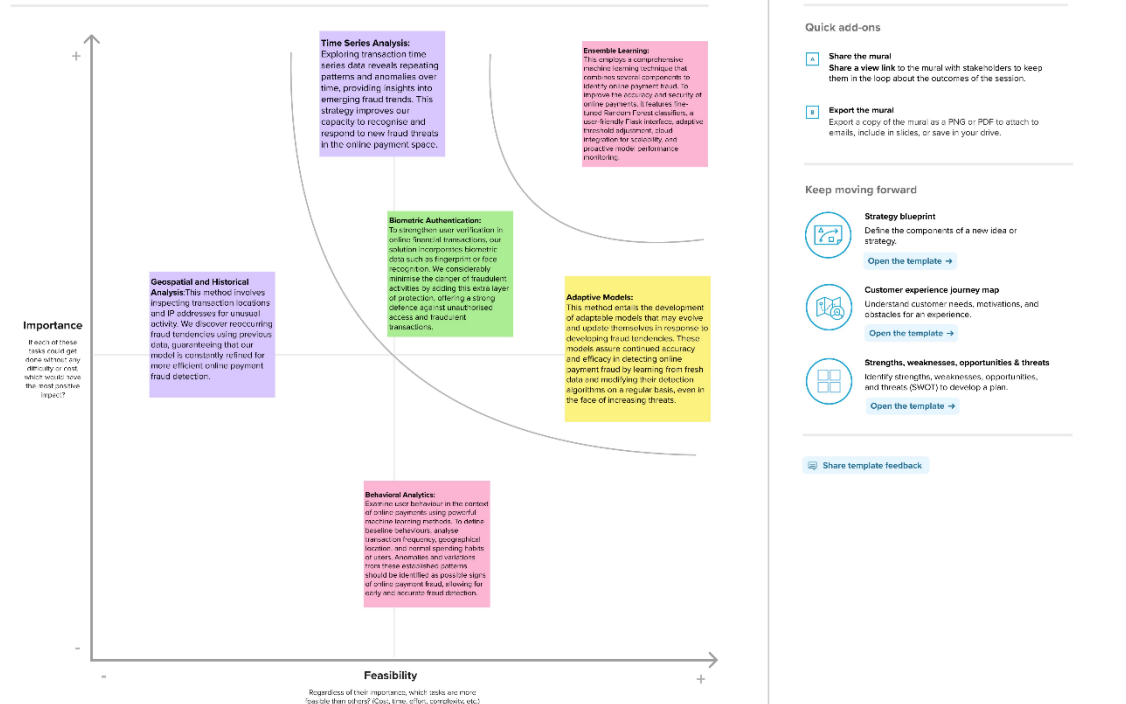 +
Importance
If each of these
tasks could get
done without any
difficulty or cost,
which would have
the most positive
impact?
-
Time Series Analysis:
Exploring transaction time
series data reveals repeating
patterns and anomalies over
time, providing insights into
emerging fraud trends. This
strategy improves our
capacity to recognise and
respond to new fraud threats
in the online payment space.
Ensemble Learning:
This employs a comprehensive
machine learning technique that
combines several components to
identify online payment fraud. To
improve the accuracy and security of
online payments, it features fine-
tuned Random Forest classifiers, a
user-friendly Flask interface, adaptive
threshold adjustment, cloud
integration for scalability, and
proactive model performance
monitoring.
Biometric Authentication:
To strengthen user verification in
online financial transactions, our
solution incorporates biometric
data such as fingerprint or face
recognition. We considerably
minimise the danger of fraudulent
activities by adding this extra layer
of protection, offering a strong
defence against unauthorised
access and fraudulent
transactions.
Geospatial and Historical
Analysis:This method involves
inspecting transaction locations
and IP addresses for unusual
activity. We discover reoccurring
fraud tendencies using previous
data, guaranteeing that our
model is constantly refined for
more efficient online payment
fraud detection.
Adaptive Models:
This method entails the development
of adaptable models that may evolve
and update themselves in response to
developing fraud tendencies. These
models assure continued accuracy
and efficacy in detecting online
payment fraud by learning from fresh
data and modifying their detection
algorithms on a regular basis, even in
the face of increasing threats.
Behavioral Analytics:
Examine user behaviour in the context
of online payments using powerful
machine learning methods. To define
baseline behaviours, analyse
transaction frequency, geographical
location, and normal spending habits
of users. Anomalies and variations
from these established patterns
should be identified as possible signs
of online payment fraud, allowing for
early and accurate fraud detection.
-
Feasibility
+
Regardless of their importance, which tasks are more
feasible than others? (Cost, time, effort, complexity, etc.)
Quick add-ons
A
Share the mural
Share a view link to the mural with stakeholders to keep
them in the loop about the outcomes of the session.
B
Export the mural
Export a copy of the mural as a PNG or PDF to attach to
emails, include in slides, or save in your drive.
Keep moving forward
Strategy blueprint
Define the components of a new idea or
strategy.
Open the template →
Customer experience journey map
Understand customer needs, motivations, and
obstacles for an experience.
Open the template →
Strengths, weaknesses, opportunities & threats
Identify strengths, weaknesses, opportunities,
and threats (SWOT) to develop a plan.
Open the template →
Share template feedback